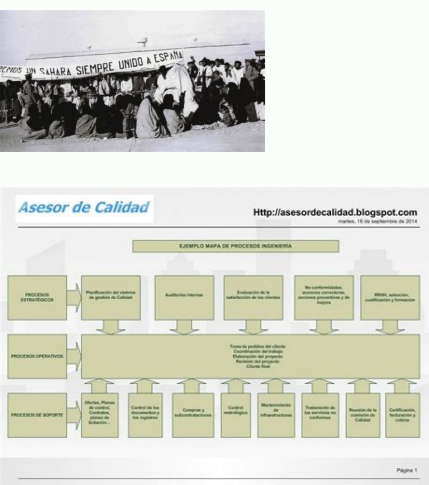 REMOS UN SAHARA SIEMPRE UNIDO A ESPAÑA
Asesor de Calidad
Http://asesordecalidad.blogspot.com
martes, 16 de septiembre de 2014
EJEMPLO MAPA DE PROCESOS INGENIERÍA
PROCESOS
ESTRATÉGICOS
Planificación del sistema
de gestión de Calidad
Auditorías internas
Evaluación de la
satisfacción de los clientes
No conformidades,
acciones correctoras,
acciones preventivas y de
mejora
RRHH, selección,
cualificación y formación
PROCESOS OPERATIVOS
Toma de pedidos del cliente
Coordinación del trabajo
Elaboración del proyecto
Revisión del proyecto
Cliente final
PROCESOS DE SOPORTE
Ofertas, Planes
de control,
Contratos,
planes de
licitación...
Control de los
documentos y
los registros
Compras y
subcontrataciones
Control
metrológico
Mantenimiento
de
infraestructuras
Tratamiento de
los servicios no
conformes
Reunión de la
comisión de
Calidad
Certificación,
facturación y
cobros
Página 1